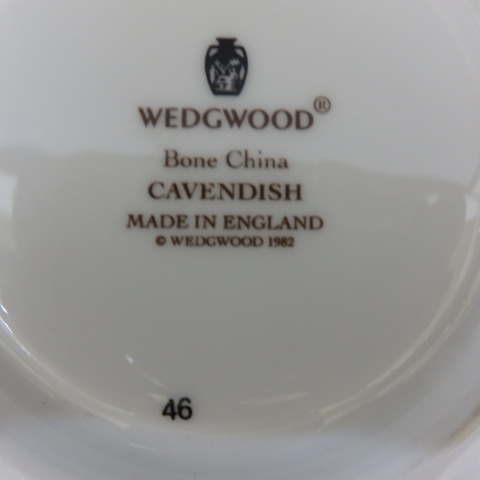 WEDGWOOD®
Bone China
CAVENDISH
MADE IN ENGLAND
© WEDGWOOD 1982
46